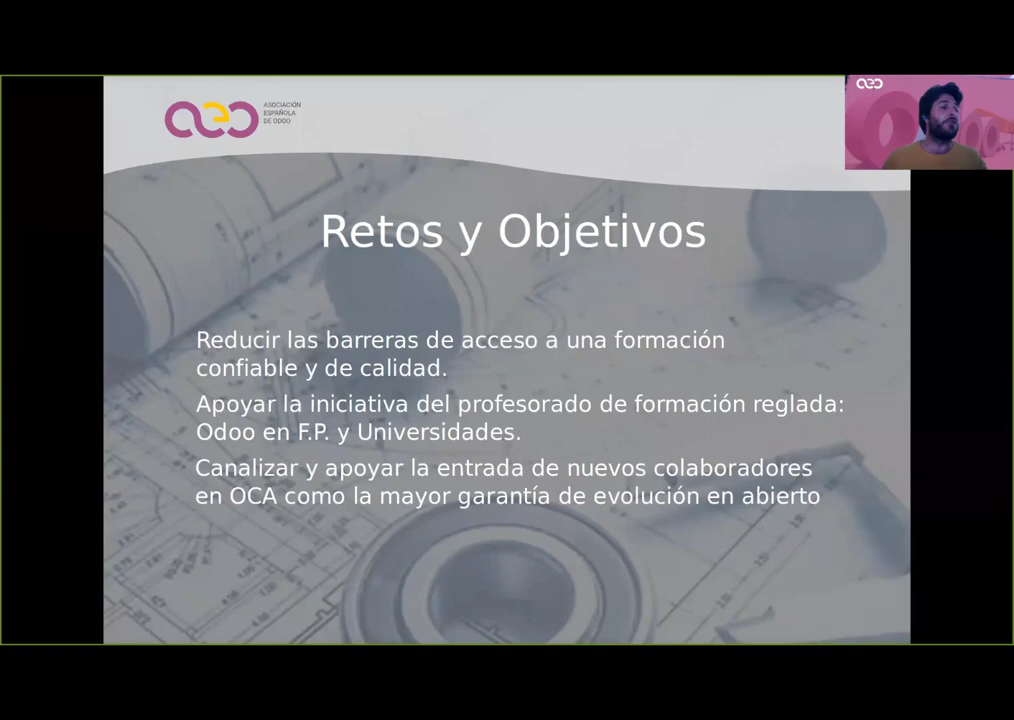 aeo
ASOCIACIÓN
ESPAÑOLA
DE ODOO
aeo
Retos y Objetivos
Reducir las barreras de acceso a una formación
confiable y de calidad.
Apoyar la iniciativa del profesorado de formación reglada:
Odoo en F.P. y Universidades.
Canalizar y apoyar la entrada de nuevos colaboradores
en OCA como la mayor garantía de evolución en abierto